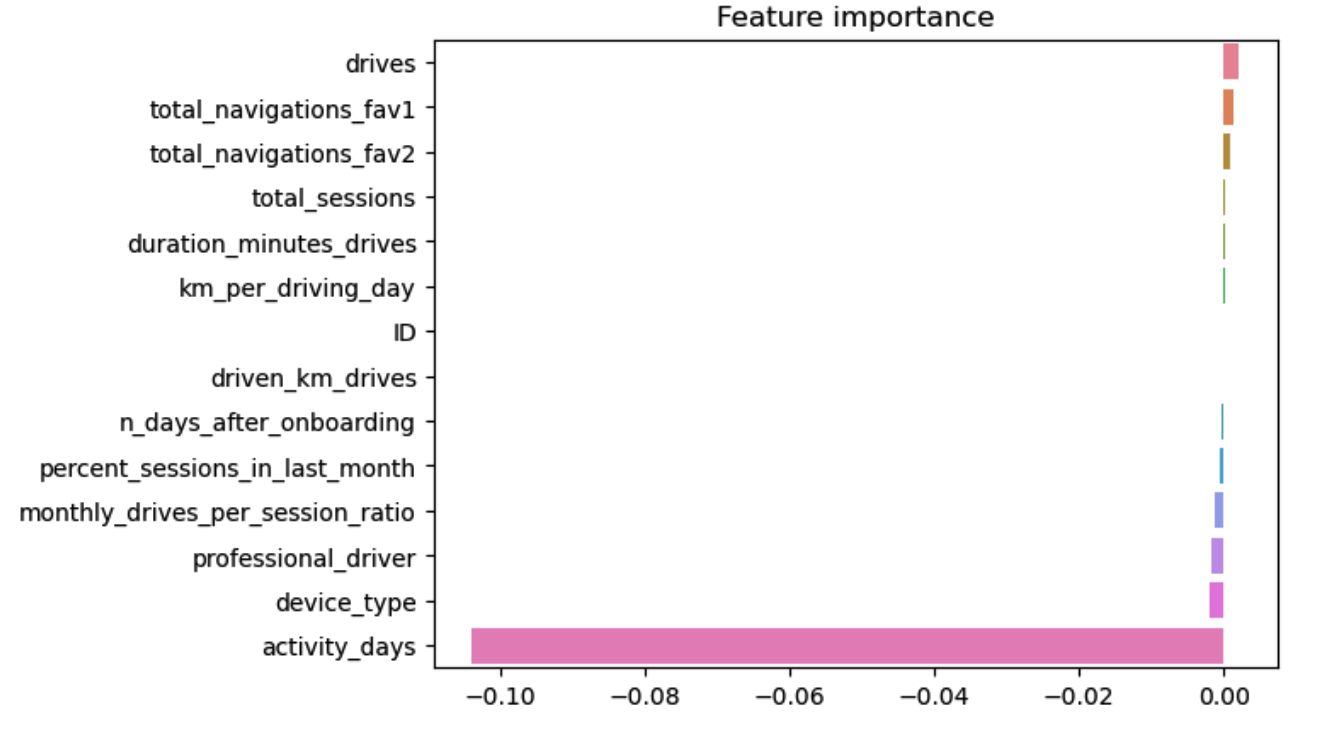 Feature importance
drives
total_navigations_fav1
total_navigations_fav2
total_sessions
duration_minutes_drives
km_per_driving_day
ID
driven_km_drives
n_days_after_onboarding
percent_sessions_in_last_month
monthly_drives_per_session_ratio
professional_driver
device_type
activity_days
−0.10 −0.08 −0.06 −0.04 −0.02 0.00